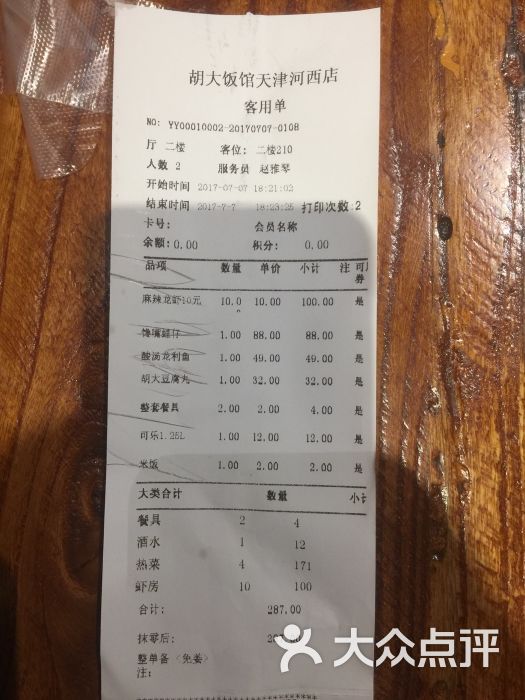 胡大饭馆天津河西店
客用单
NO: YY00010002-20170707-0108
厅 二楼 客位: 二楼210
人数 2 服务员 赵雅琴
开始时间 2017-07-07 18:21:02
结束时间 2017-7-7 18:23:25 打印次数:2
卡号: 会员名称
余额:0.00 积分: 0.00
品项 数量 单价 小计 注 可用券
麻辣龙虾10元 10.00 10.00 100.00 是
馋嘴蛙仔 1.00 88.00 88.00 是
酸汤龙利鱼 1.00 49.00 49.00 是
胡大豆腐丸 1.00 32.00 32.00 是
整套餐具 2.00 2.00 4.00 是
可乐1.25L 1.00 12.00 12.00 是
米饭 1.00 2.00 2.00 是
大类合计 数量 小计
餐具 2 4
酒水 1 12
热菜 4 171
虾房 10 100
合计: 287.00
抹零后:
整单备 <免姜>
注:
大众点评